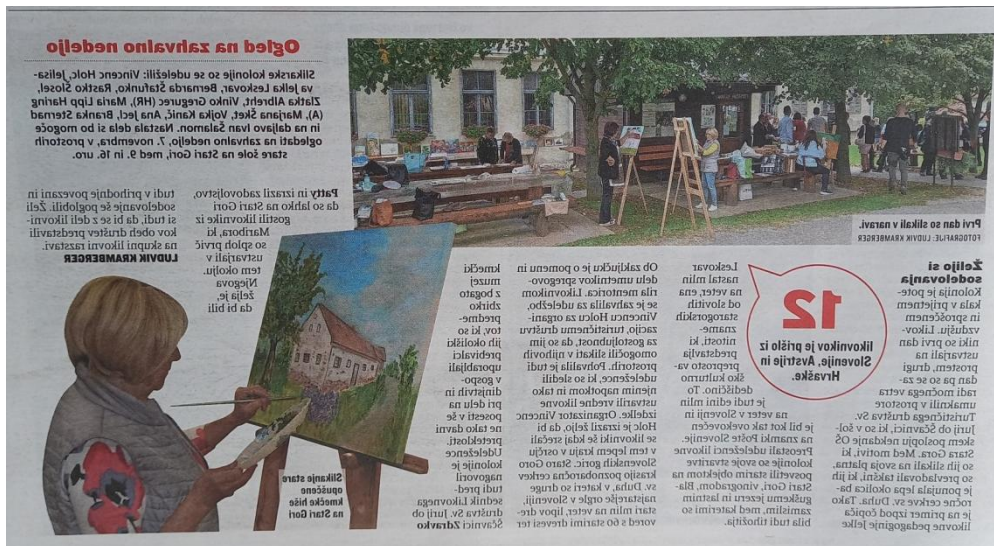 Prvi dan so slikali v naravi.
FOTOGRAFIJE: LUDVIK KRAMBERGER
Želijo si
sodelovanja
Kolonija je pote-
kala v prijetnem
in sproščenem
vzdušju. Likov-
niki so prvi dan
ustvarjali na
prostem, drugi
dan pa so se za-
radi močnega vetra
umaknili v prostore
Turističnega društva Sv.
Jurij ob Ščavnici, ki so v šol-
skem poslopju nekdanje OŠ
Stara Gora. Med motivi, ki
so jih slikali na svoja platna,
so prevladovali takšni, ki jih
je ponujala lepa okolica ba-
ročne cerkve sv. Duha. Tako
je na primer izpod čopiča
likovne pedagoginje Jelke
Leskovar
nastal mlin
na veter, ena
od slovitih
starogorskih
zname-
nitosti, ki
predstavlja
preprosto va-
ško kulturno
dediščino. To
je tudi edini mlin
na veter v Sloveniji in
je bil kot tak ovekovečen
na znamki Pošte Slovenije.
Preostali udeleženci likovne
kolonije so svoje stvaritve
posvetili starim objektom na
Stari Gori, vinogradom, Bla-
guškemu jezeru in lastnim
zamislim, med katerimi so
bila tudi tihožitja.
12
likovnikov je prišlo iz
Slovenije, Avstrije in
Hrvaške.
Ob zaključku je o pomenu in
delu umetnikov spregovo-
rila mentorica. Likovnikom
se je zahvalila za udeležbo,
Vincencu Holcu za organi-
zacijo, turističnemu društvu
za gostoljubnost, da so jim
omogočili slikati v njihovih
prostorih. Pohvalila je tudi
udeležence, ki so sledili
njenim napotkom in tako
ustvarili vredne likovne
izdelke. Organizator Vincenc
Holc je izrazil željo, da bi
se likovniki še kdaj srečali
v tem lepem kraju v osrčju
Slovenskih goric. Staro Goro
krasijo poznobaročna cerkev
sv. Duha, v kateri so druge
najstarejše orgle v Sloveniji,
stari mlin na veter, lipov dre-
vored s 60 starimi drevesi ter
kmečki
muzej
z bogato
zbirko
predme-
tov, ki so
jih okoliški
prebivalci
uporabljali
v gospo-
dinjstvih in
pri delu na
posesti v še
ne tako davni
preteklosti.
Udeležence
kolonije je
nagovoril
tudi pred-
sednik Likovnega
društva Sv. Jurij ob
Ščavnici Zdravko
Slikanje stare
opuščene
kmečke hiše
na Stari Gori
Ogled na zahvalno nedeljo
Slikarske kolonije so se udeležili: Vincenc Holc, Jelisa-
va Jelka Leskovar, Bernarda Štafunko, Rastko Slosel,
Zlatka Albreht, Vinko Gregurec (HR), Maria Lipp Haring
(A), Marjana Šket, Vojka Kanič, Ana Jecl, Branka Sternad
in na daljavo Ivan Šalamon. Nastala dela si bo mogoče
ogledati na zahvalno nedeljo, 7. novembra, v prostorih
stare šole na Stari Gori, med 9. in 16. uro.
Patty in izrazil zadovoljstvo,
da so lahko na Stari Gori
gostili likovnike iz
Maribora, ki
so sploh prvič
ustvarjali v
tem okolju.
Njegova
želja je,
da bi bili
tudi v prihodnje povezani in
sodelovanje še poglobili. Želi
si tudi, da bi se z deli likovni-
kov obeh društev predstavili
na skupni likovni razstavi.
LUDVIK KRAMBERGER